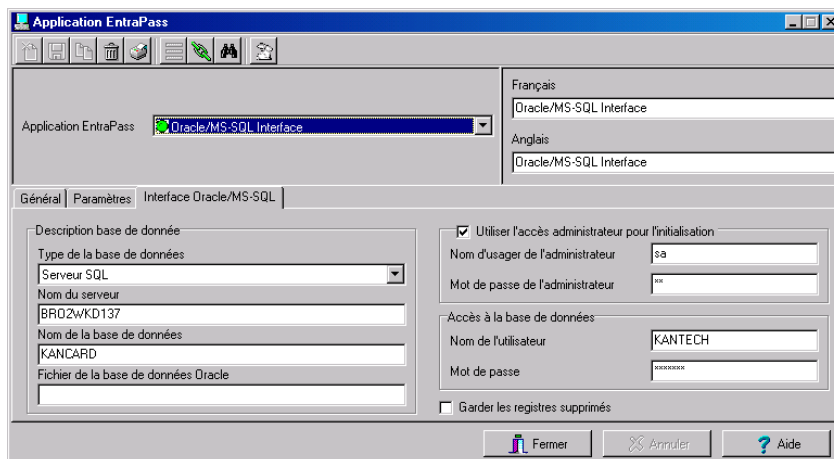 Application EntraPass
Français
Oracle/MS-SQL Interface
Application EntraPass
Oracle/MS-SQL Interface
Anglais
Oracle/MS-SQL Interface
Général
Paramètres
Interface Oracle/MS-SQL
Description base de donnée
Type de la base de données
Serveur SQL
Nom du serveur
BRO2WKD137
Nom de la base de données
KANCARD
Fichier de la base de données Oracle
Utiliser l'accès administrateur pour l'initialisation
Nom d'usager de l'administrateur
sa
Mot de passe de l'administrateur
**
Accès à la base de données
Nom de l'utilisateur
KANTECH
Mot de passe
*******
Garder les registres supprimés
Fermer
Annuler
Aide